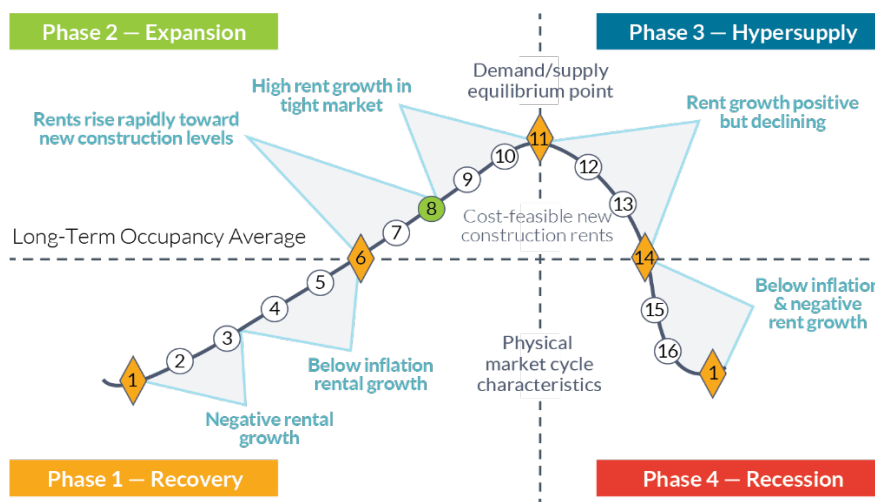 Phase 2 — Expansion
Phase 3 — Hypersupply
Demand/supply
equilibrium point
High rent growth in
tight market
Rents rise rapidly toward
new construction levels
Rent growth positive
but declining
11
10
12
9
8
13
7
Cost-feasible new
construction rents
Long-Term Occupancy Average
6
14
5
4
3
2
1
15
16
1
Below inflation
& negative
rent growth
Physical
market cycle
characteristics
Below inflation
rental growth
Negative rental
growth
Phase 1 — Recovery
Phase 4 — Recession